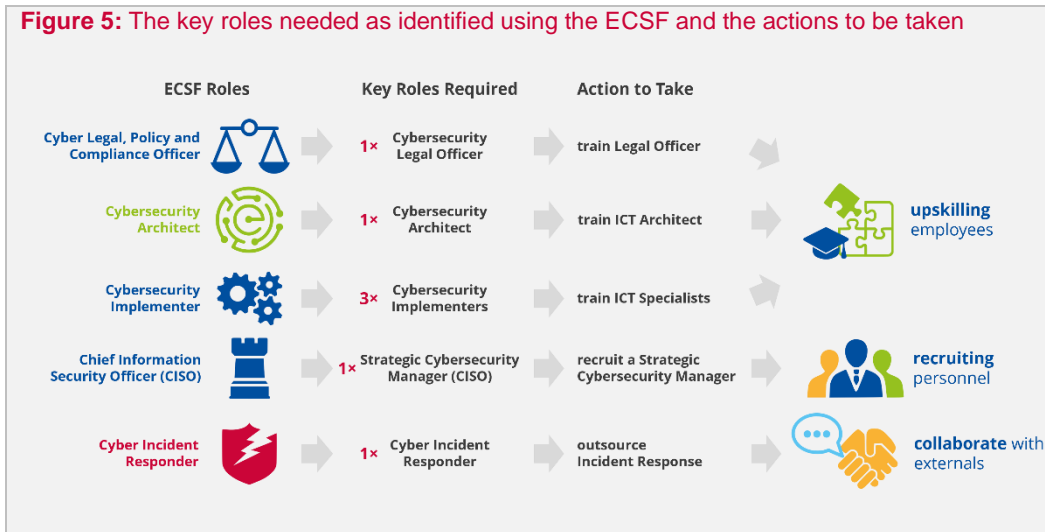 Figure 5: The key roles needed as identified using the ECSF and the actions to be taken
ECSF Roles
Key Roles Required
Action to Take
Cyber Legal, Policy and
Compliance Officer
1× Cybersecurity
Legal Officer
train Legal Officer
Cybersecurity
Architect
1× Cybersecurity
Architect
train ICT Architect
upskilling
employees
Cybersecurity
Implementer
3× Cybersecurity
Implementers
train ICT Specialists
Chief Information
Security Officer (CISO)
1× Strategic Cybersecurity
Manager (CISO)
recruit a Strategic
Cybersecurity Manager
recruiting
personnel
Cyber Incident
Responder
1× Cyber Incident
Responder
outsource
Incident Response
collaborate with
externals